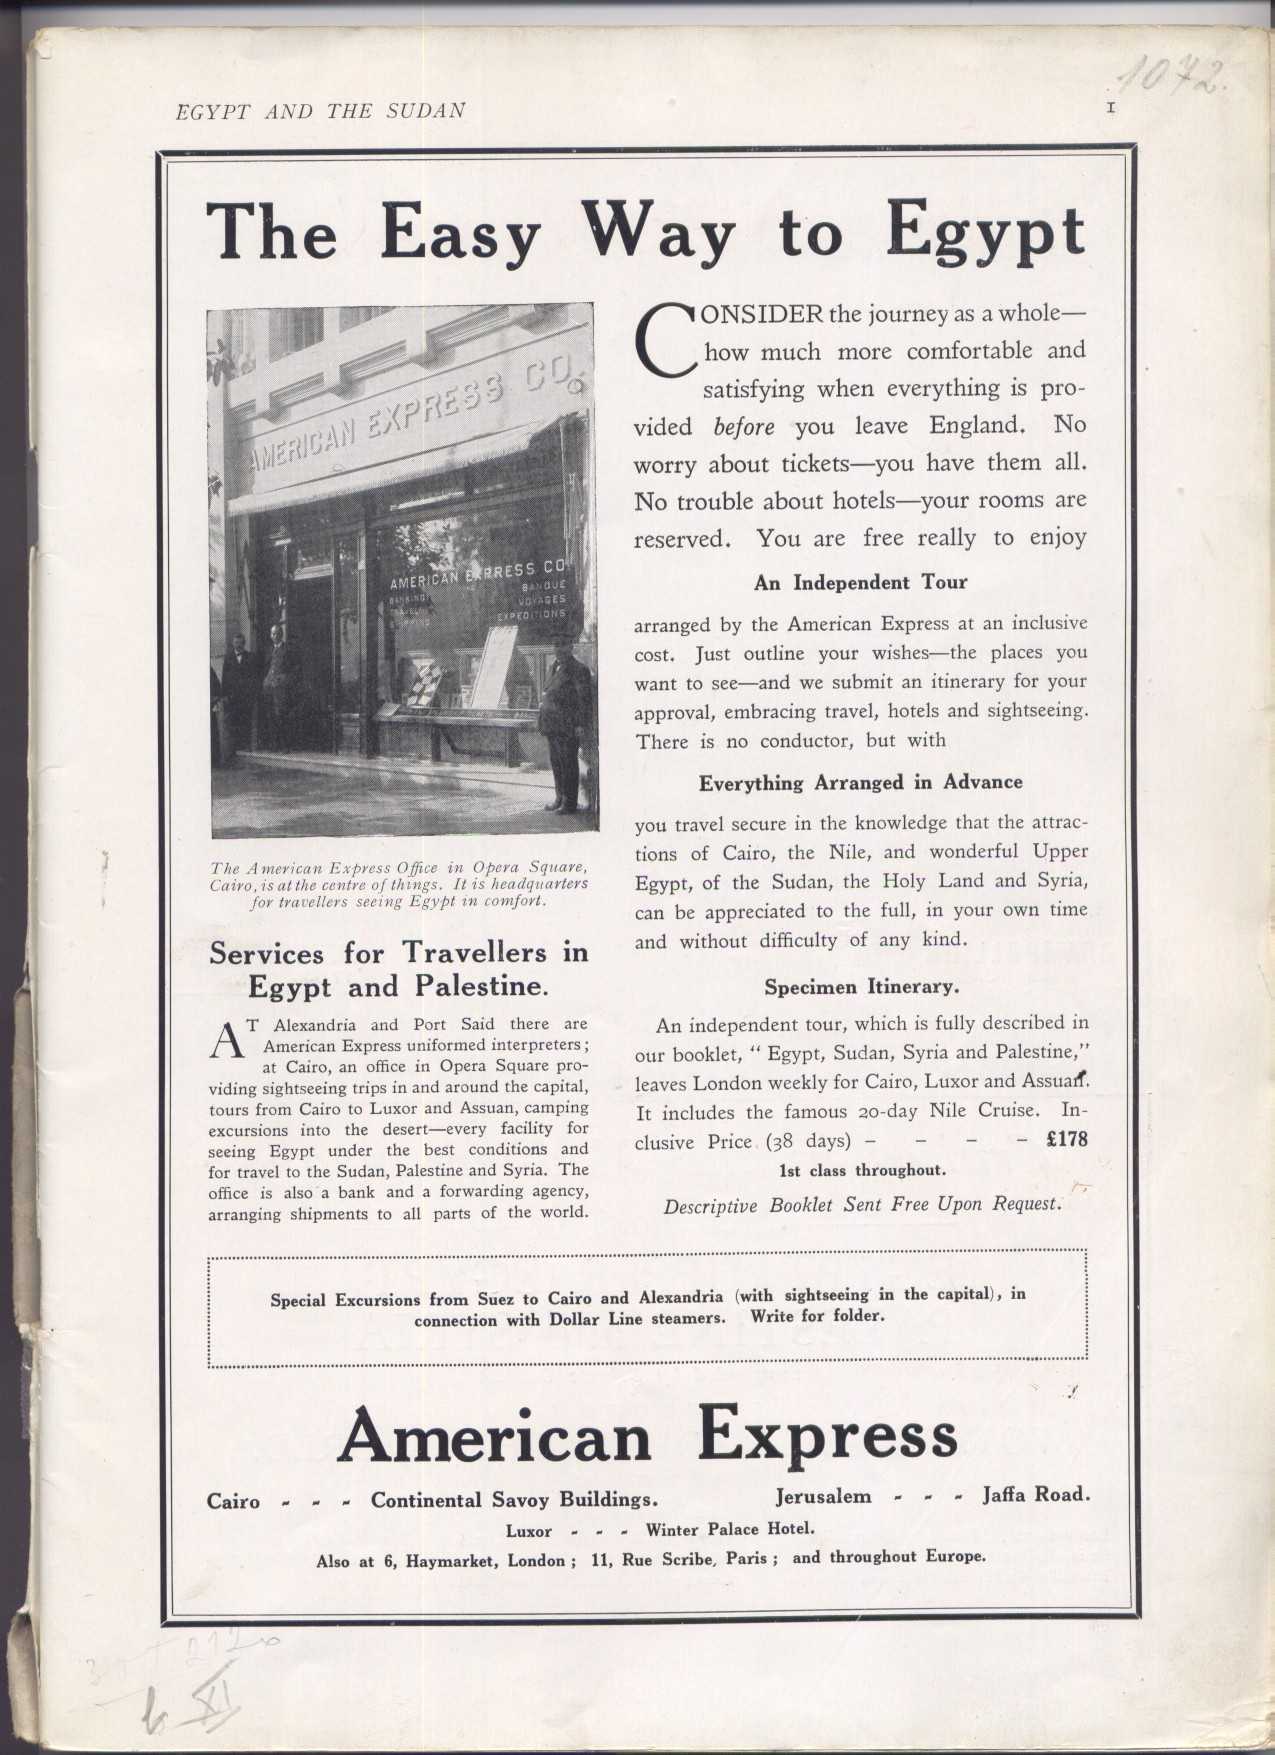 1072.
EGYPT AND THE SUDAN
I
The Easy Way to Egypt
AMERICAN EXPRESS CO.
AMERICAN EXPRESS CO
BANKING
BANQUE
TRAVEL
VOYAGES
EXPEDITIONS
The American Express Office in Opera Square,
Cairo, is at the centre of things. It is headquarters
for travellers seeing Egypt in comfort.
Services for Travellers in
Egypt and Palestine.
AT Alexandria and Port Said there are
American Express uniformed interpreters;
at Cairo, an office in Opera Square pro-
viding sightseeing trips in and around the capital,
tours from Cairo to Luxor and Assuan, camping
excursions into the desert—every facility for
seeing Egypt under the best conditions and
for travel to the Sudan, Palestine and Syria. The
office is also a bank and a forwarding agency,
arranging shipments to all parts of the world.
CONSIDER the journey as a whole—
how much more comfortable and
satisfying when everything is pro-
vided before you leave England. No
worry about tickets—you have them all.
No trouble about hotels—your rooms are
reserved. You are free really to enjoy
An Independent Tour
arranged by the American Express at an inclusive
cost. Just outline your wishes—the places you
want to see—and we submit an itinerary for your
approval, embracing travel, hotels and sightseeing.
There is no conductor, but with
Everything Arranged in Advance
you travel secure in the knowledge that the attrac-
tions of Cairo, the Nile, and wonderful Upper
Egypt, of the Sudan, the Holy Land and Syria,
can be appreciated to the full, in your own time
and without difficulty of any kind.
Specimen Itinerary.
An independent tour, which is fully described in
our booklet, "Egypt, Sudan, Syria and Palestine,"
leaves London weekly for Cairo, Luxor and Assuan.
It includes the famous 20-day Nile Cruise. In-
clusive Price (38 days) – – – – £178
1st class throughout.
Descriptive Booklet Sent Free Upon Request.
Special Excursions from Suez to Cairo and Alexandria (with sightseeing in the capital), in
connection with Dollar Line steamers. Write for folder.
American Express
Cairo - - - Continental Savoy Buildings. Jerusalem - - - Jaffa Road.
Luxor - - - Winter Palace Hotel.
Also at 6, Haymarket, London; 11, Rue Scribe, Paris; and throughout Europe.
XI